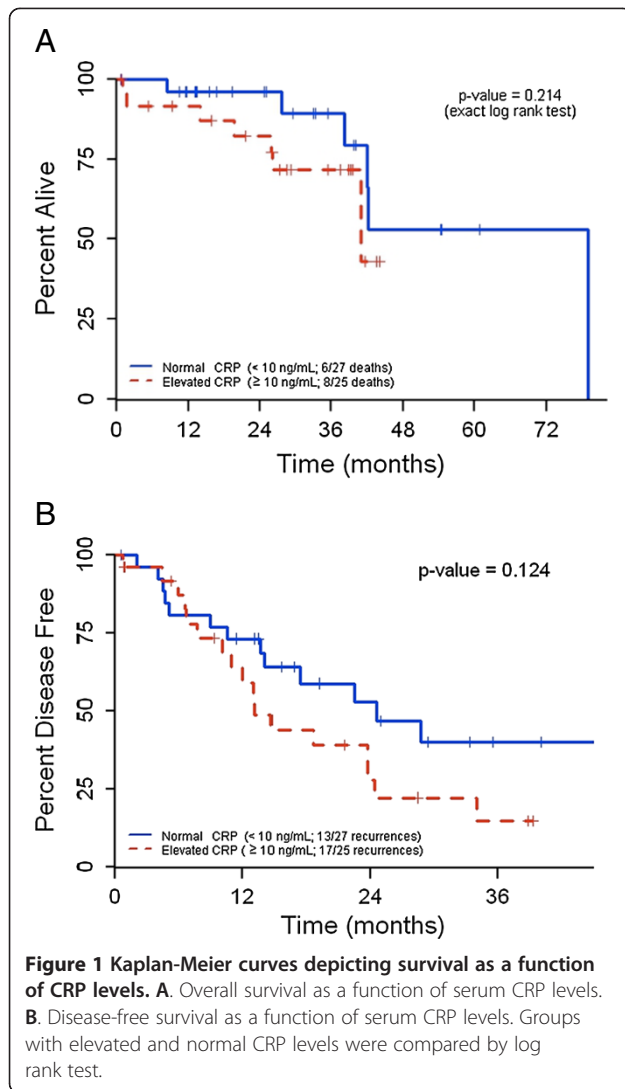 A
100
75
50
25
0
Percent Alive
p-value = 0.214
(exact log rank test)
Normal CRP (< 10 ng/mL; 6/27 deaths)
Elevated CRP (≥ 10 ng/mL; 8/25 deaths)
0 12 24 36 48 60 72
Time (months)
B
100
75
50
25
0
Percent Disease Free
p-value = 0.124
Normal CRP (< 10 ng/mL; 13/27 recurrences)
Elevated CRP (≥ 10 ng/mL; 17/25 recurrences)
0 12 24 36
Time (months)
Figure 1 Kaplan-Meier curves depicting survival as a function
of CRP levels. A. Overall survival as a function of serum CRP levels.
B. Disease-free survival as a function of serum CRP levels. Groups
with elevated and normal CRP levels were compared by log
rank test.